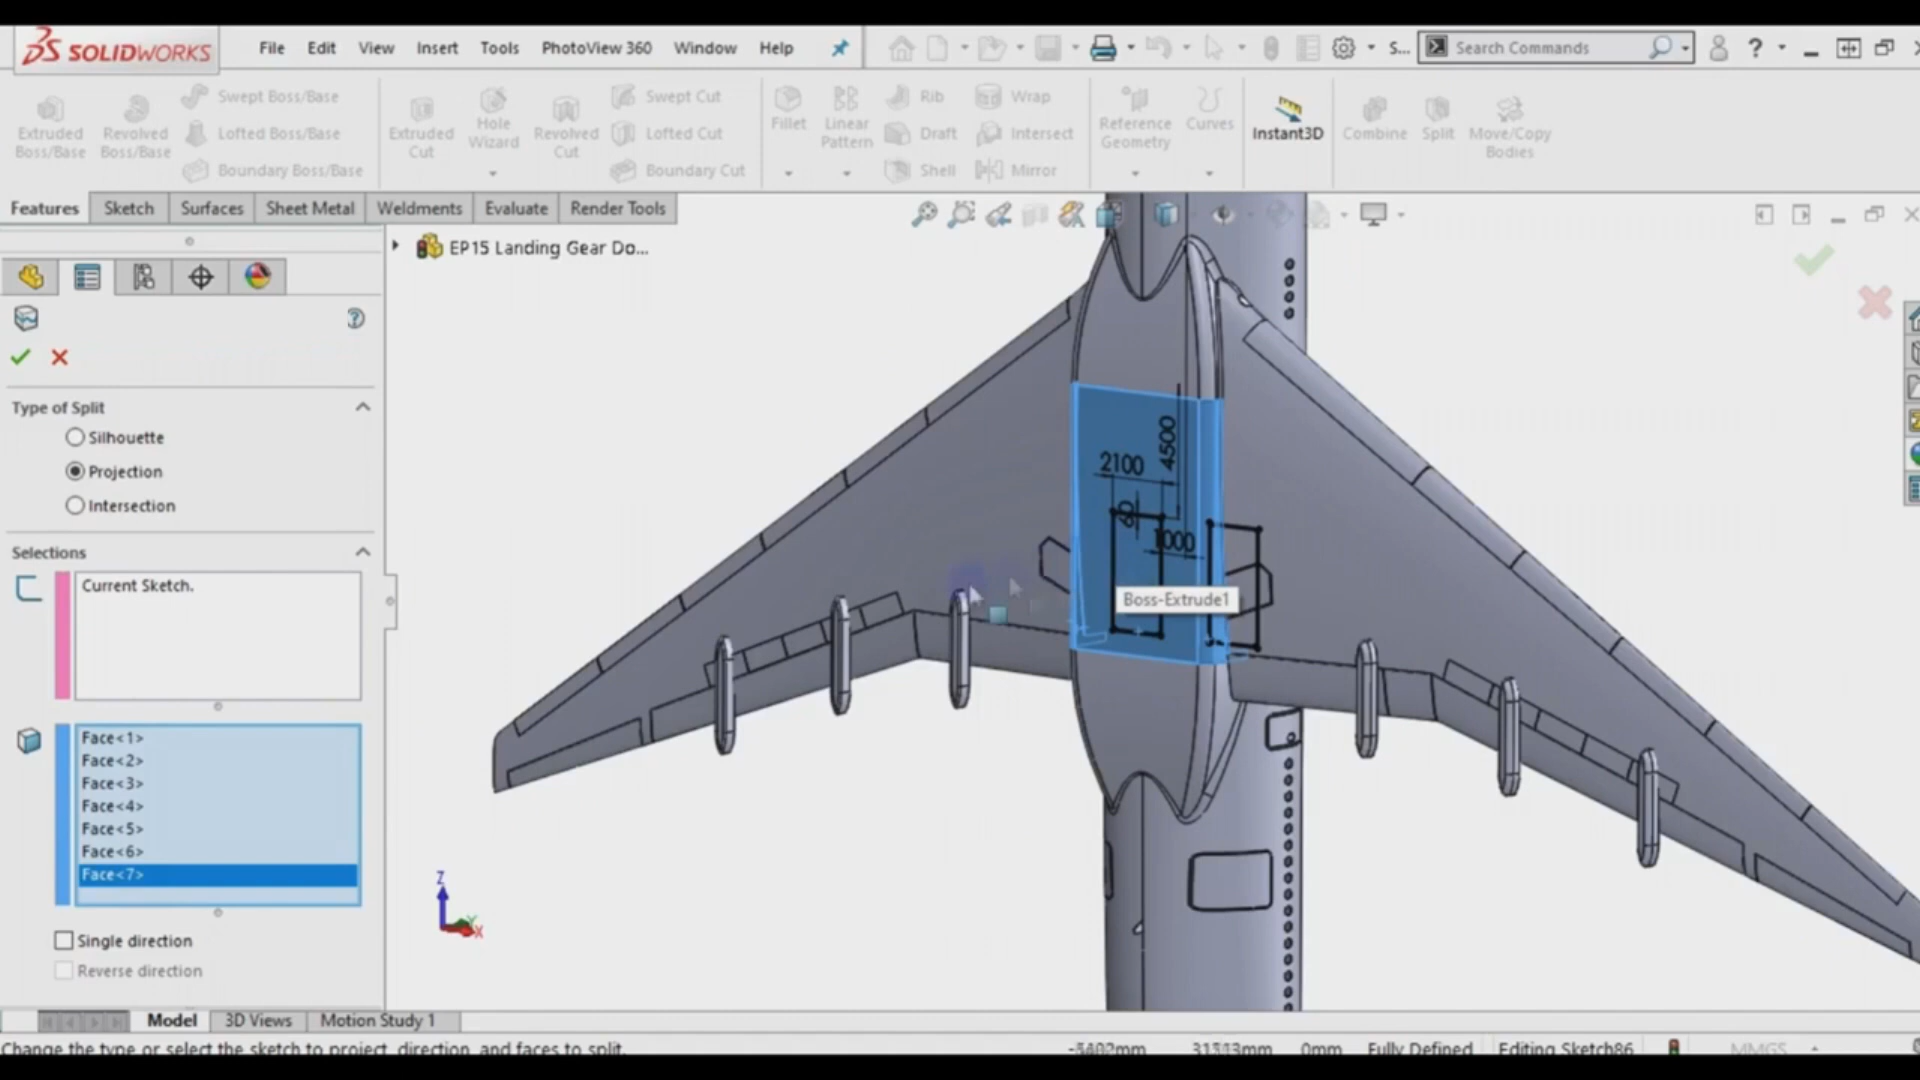 SOLIDWORKS File Edit View Insert Tools PhotoView 360 Window Help S... Search Commands ?
Extruded Boss/Base
Revolved Boss/Base
Swept Boss/Base
Lofted Boss/Base
Boundary Boss/Base
Extruded Cut
Hole Wizard
Revolved Cut
Swept Cut
Lofted Cut
Boundary Cut
Fillet
Linear Pattern
Rib
Draft
Shell
Wrap
Intersect
Mirror
Reference Geometry
Curves
Instant3D
Combine
Split
Move/Copy Bodies
Features Sketch Surfaces Sheet Metal Weldments Evaluate Render Tools
EP15 Landing Gear Do...
Type of Split
Silhouette
Projection
Intersection
Selections
Current Sketch.
Face<1>
Face<2>
Face<3>
Face<4>
Face<5>
Face<6>
Face<7>
Single direction
Reverse direction
4500
2100
60
1000
Boss-Extrude1
Z
Y
X
Model 3D Views Motion Study 1
Change the type or select the sketch to project, direction, and faces to split. -5402mm 31513mm 0mm Fully Defined Editing Sketch86 MMGS